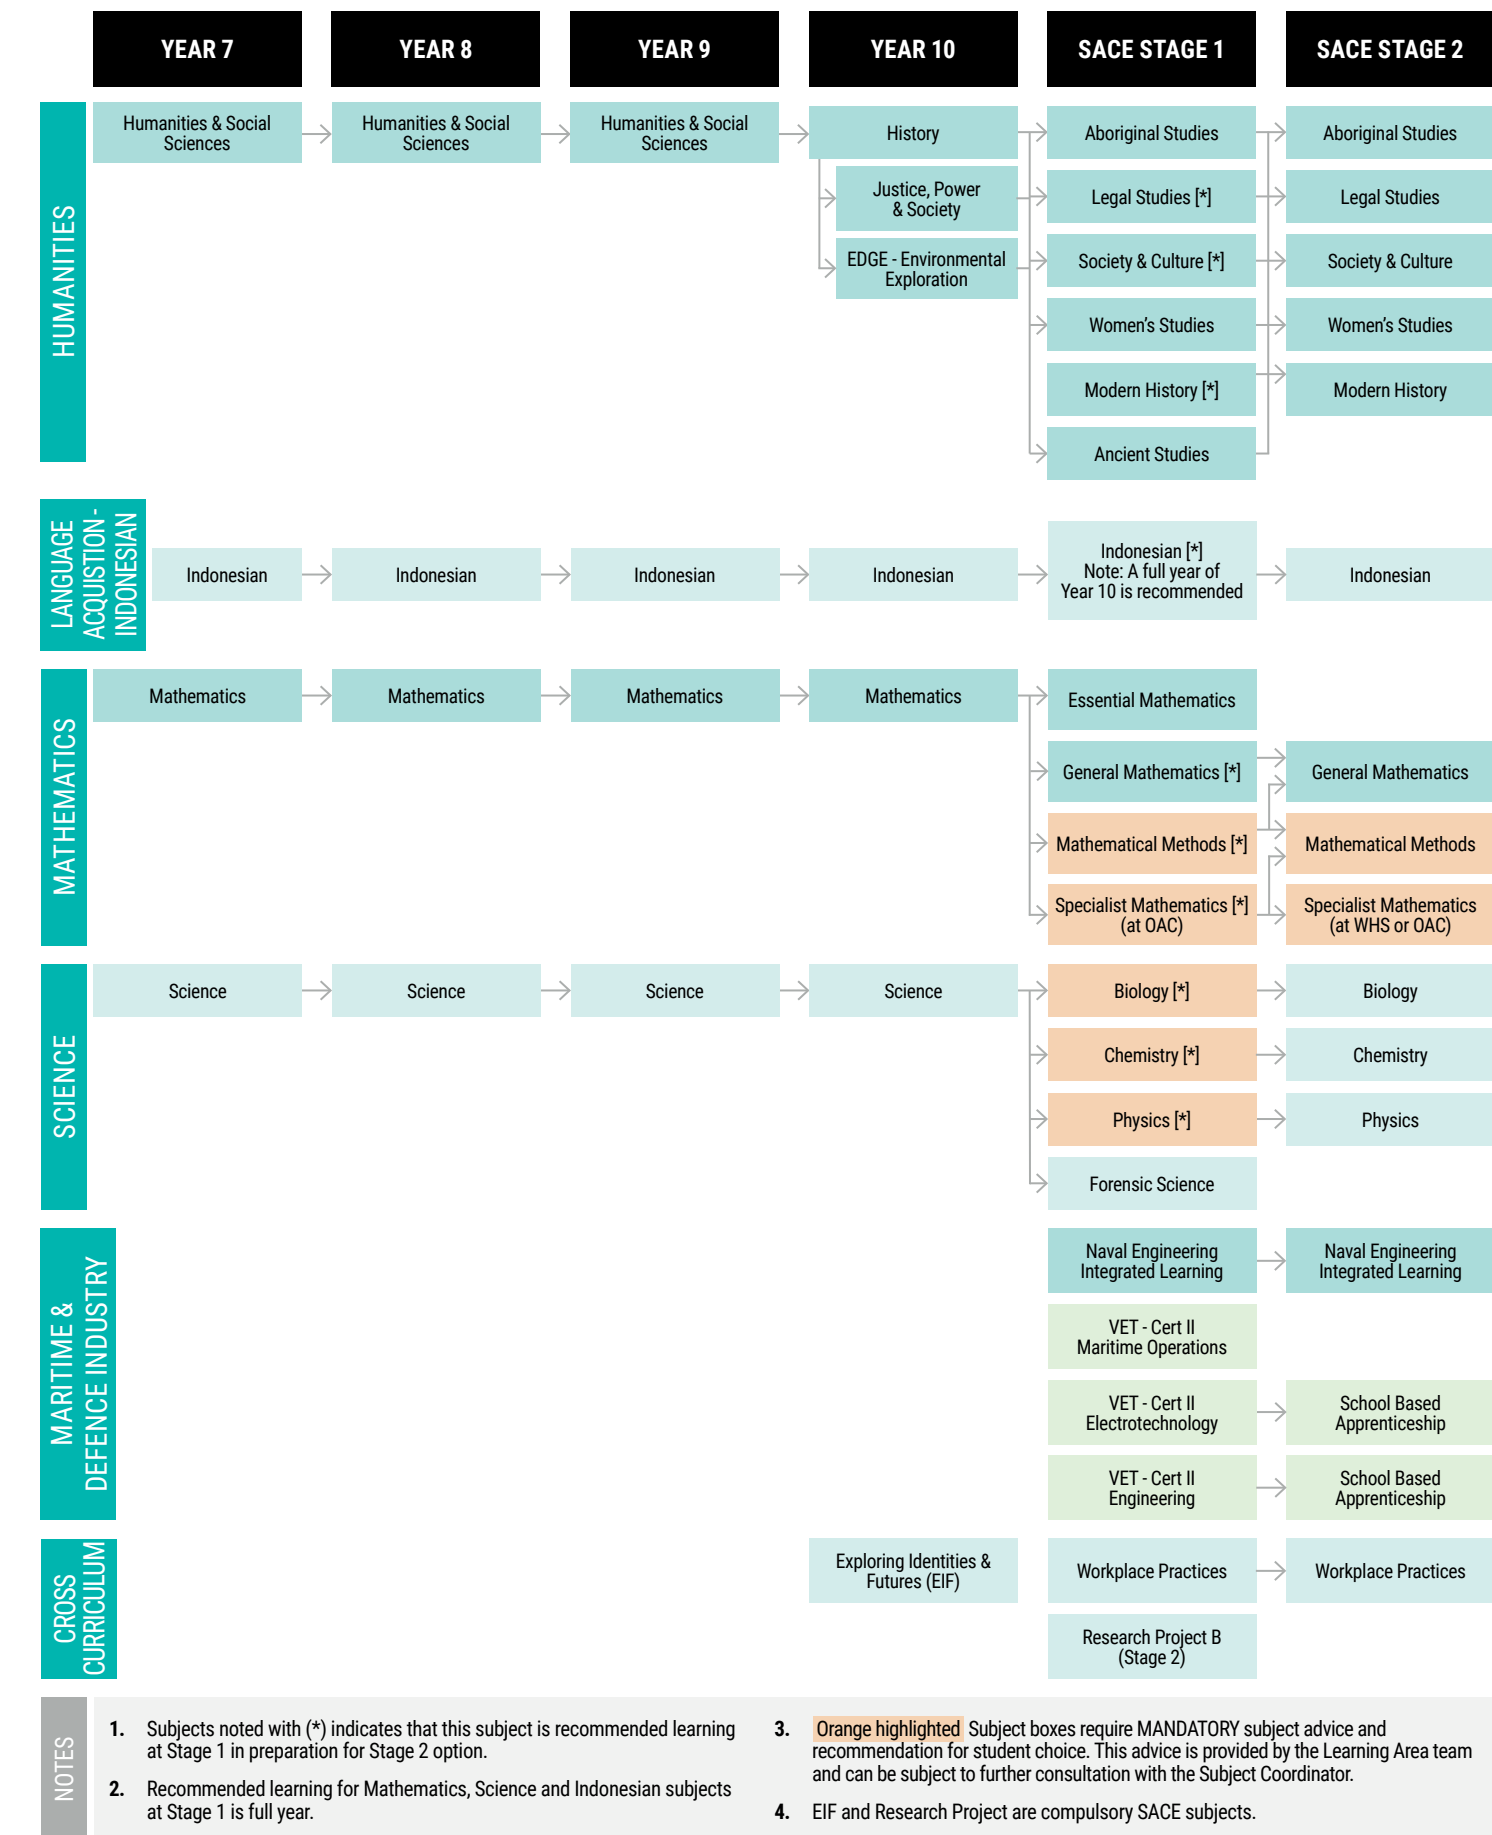 YEAR 7
YEAR 8
YEAR 9
YEAR 10
SACE STAGE 1
SACE STAGE 2
HUMANITIES
Humanities & Social
Sciences
Humanities & Social
Sciences
Humanities & Social
Sciences
History
Aboriginal Studies
Aboriginal Studies
Justice, Power
& Society
Legal Studies [*]
Legal Studies
EDGE - Environmental
Exploration
Society & Culture [*]
Society & Culture
Women's Studies
Women's Studies
Modern History [*]
Modern History
Ancient Studies
LANGUAGE
ACQUISTION -
INDONESIAN
Indonesian
Indonesian
Indonesian
Indonesian
Indonesian [*]
Note: A full year of
Year 10 is recommended
Indonesian
MATHEMATICS
Mathematics
Mathematics
Mathematics
Mathematics
Essential Mathematics
General Mathematics [*]
General Mathematics
Mathematical Methods [*]
Mathematical Methods
Specialist Mathematics [*]
(at OAC)
Specialist Mathematics
(at WHS or OAC)
SCIENCE
Science
Science
Science
Science
Biology [*]
Biology
Chemistry [*]
Chemistry
Physics [*]
Physics
Forensic Science
MARITIME &
DEFENCE INDUSTRY
Naval Engineering
Integrated Learning
Naval Engineering
Integrated Learning
VET - Cert II
Maritime Operations
VET - Cert II
Electrotechnology
School Based
Apprenticeship
VET - Cert II
Engineering
School Based
Apprenticeship
CROSS
CURRICULUM
Exploring Identities &
Futures (EIF)
Workplace Practices
Workplace Practices
Research Project B
(Stage 2)
NOTES
1. Subjects noted with (*) indicates that this subject is recommended learning
at Stage 1 in preparation for Stage 2 option.
2. Recommended learning for Mathematics, Science and Indonesian subjects
at Stage 1 is full year.
3. Orange highlighted Subject boxes require MANDATORY subject advice and
recommendation for student choice. This advice is provided by the Learning Area team
and can be subject to further consultation with the Subject Coordinator.
4. EIF and Research Project are compulsory SACE subjects.